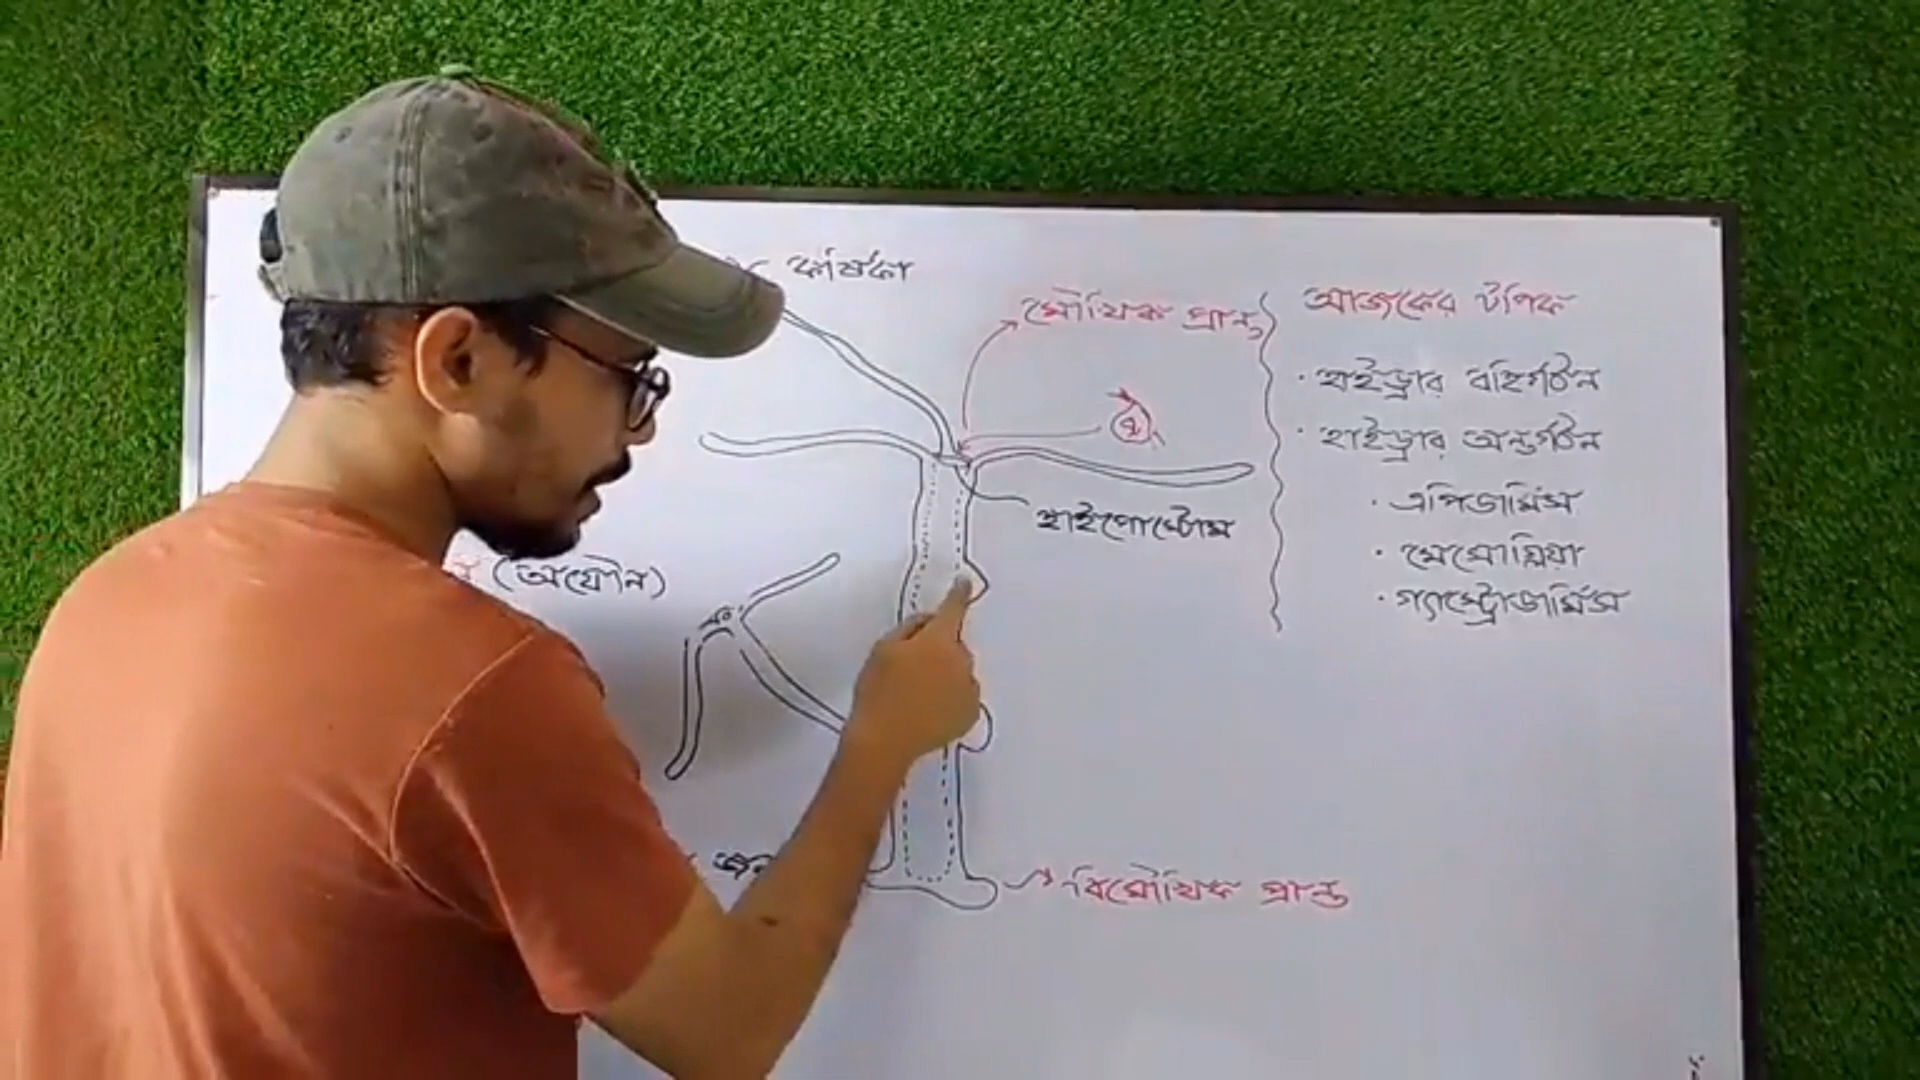 কর্ষিকা
মৌখিক প্রান্ত
হাইপোস্টোম
(অযৌন)
বিমৌখিক প্রান্ত
আজকের টপিক
· হাইড্রার বহির্গঠন
· হাইড্রার অন্তর্গঠন
· এপিডার্মিস
· মেসোগ্লিয়া
· গ্যাস্ট্রোডার্মিস